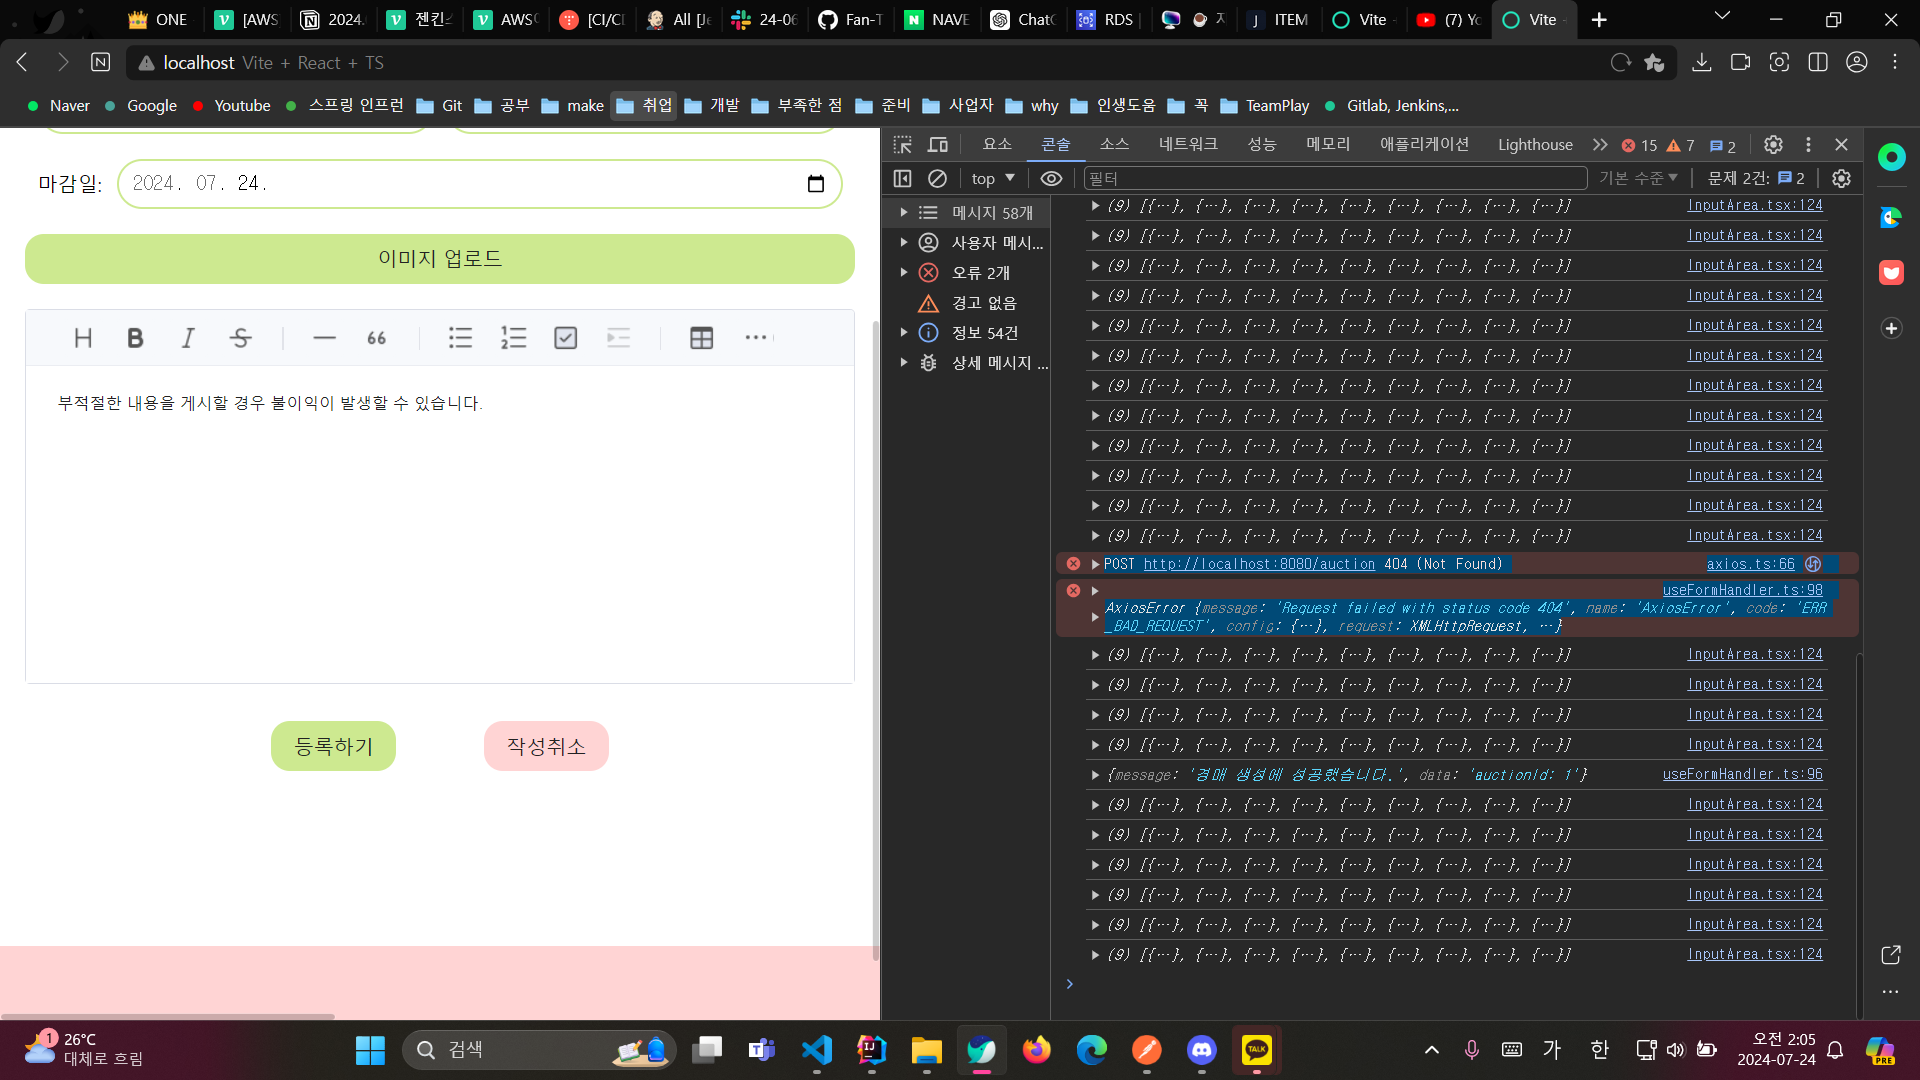 ONE
[AWS
2024.
젠킨스
AWS
[CI/CD
All [Je
24-06
Fan-T
NAVE
ChatG
RDS |
ITEM
Vite
(7) Yo
Vite
localhost Vite + React + TS
Naver
Google
Youtube
스프링 인프런
Git
공부
make
취업
개발
부족한 점
준비
사업자
why
인생도움
꼭
TeamPlay
Gitlab, Jenkins,...
마감일: 2024. 07. 24.
이미지 업로드
부적절한 내용을 게시할 경우 불이익이 발생할 수 있습니다.
등록하기
작성취소
요소 콘솔 소스 네트워크 성능 메모리 애플리케이션 Lighthouse 15 7 2
top 필터 기본 수준 문제 2건: 2
메시지 58개
사용자 메시...
오류 2개
경고 없음
정보 54건
상세 메시지 ...
(9) [{…}, {…}, {…}, {…}, {…}, {…}, {…}, {…}, {…}] InputArea.tsx:124
(9) [{…}, {…}, {…}, {…}, {…}, {…}, {…}, {…}, {…}] InputArea.tsx:124
(9) [{…}, {…}, {…}, {…}, {…}, {…}, {…}, {…}, {…}] InputArea.tsx:124
(9) [{…}, {…}, {…}, {…}, {…}, {…}, {…}, {…}, {…}] InputArea.tsx:124
(9) [{…}, {…}, {…}, {…}, {…}, {…}, {…}, {…}, {…}] InputArea.tsx:124
(9) [{…}, {…}, {…}, {…}, {…}, {…}, {…}, {…}, {…}] InputArea.tsx:124
(9) [{…}, {…}, {…}, {…}, {…}, {…}, {…}, {…}, {…}] InputArea.tsx:124
(9) [{…}, {…}, {…}, {…}, {…}, {…}, {…}, {…}, {…}] InputArea.tsx:124
(9) [{…}, {…}, {…}, {…}, {…}, {…}, {…}, {…}, {…}] InputArea.tsx:124
(9) [{…}, {…}, {…}, {…}, {…}, {…}, {…}, {…}, {…}] InputArea.tsx:124
(9) [{…}, {…}, {…}, {…}, {…}, {…}, {…}, {…}, {…}] InputArea.tsx:124
(9) [{…}, {…}, {…}, {…}, {…}, {…}, {…}, {…}, {…}] InputArea.tsx:124
POST http://localhost:8080/auction 404 (Not Found) axios.ts:66
useFormHandler.ts:98
AxiosError {message: 'Request failed with status code 404', name: 'AxiosError', code: 'ERR
_BAD_REQUEST', config: {…}, request: XMLHttpRequest, …}
(9) [{…}, {…}, {…}, {…}, {…}, {…}, {…}, {…}, {…}] InputArea.tsx:124
(9) [{…}, {…}, {…}, {…}, {…}, {…}, {…}, {…}, {…}] InputArea.tsx:124
(9) [{…}, {…}, {…}, {…}, {…}, {…}, {…}, {…}, {…}] InputArea.tsx:124
(9) [{…}, {…}, {…}, {…}, {…}, {…}, {…}, {…}, {…}] InputArea.tsx:124
{message: '경매 생성에 성공했습니다.', data: 'auctionId: 1'} useFormHandler.ts:96
(9) [{…}, {…}, {…}, {…}, {…}, {…}, {…}, {…}, {…}] InputArea.tsx:124
(9) [{…}, {…}, {…}, {…}, {…}, {…}, {…}, {…}, {…}] InputArea.tsx:124
(9) [{…}, {…}, {…}, {…}, {…}, {…}, {…}, {…}, {…}] InputArea.tsx:124
(9) [{…}, {…}, {…}, {…}, {…}, {…}, {…}, {…}, {…}] InputArea.tsx:124
(9) [{…}, {…}, {…}, {…}, {…}, {…}, {…}, {…}, {…}] InputArea.tsx:124
(9) [{…}, {…}, {…}, {…}, {…}, {…}, {…}, {…}, {…}] InputArea.tsx:124
1
26°C
대체로 흐림
검색
TALK
가
한
오전 2:05
2024-07-24
PRE